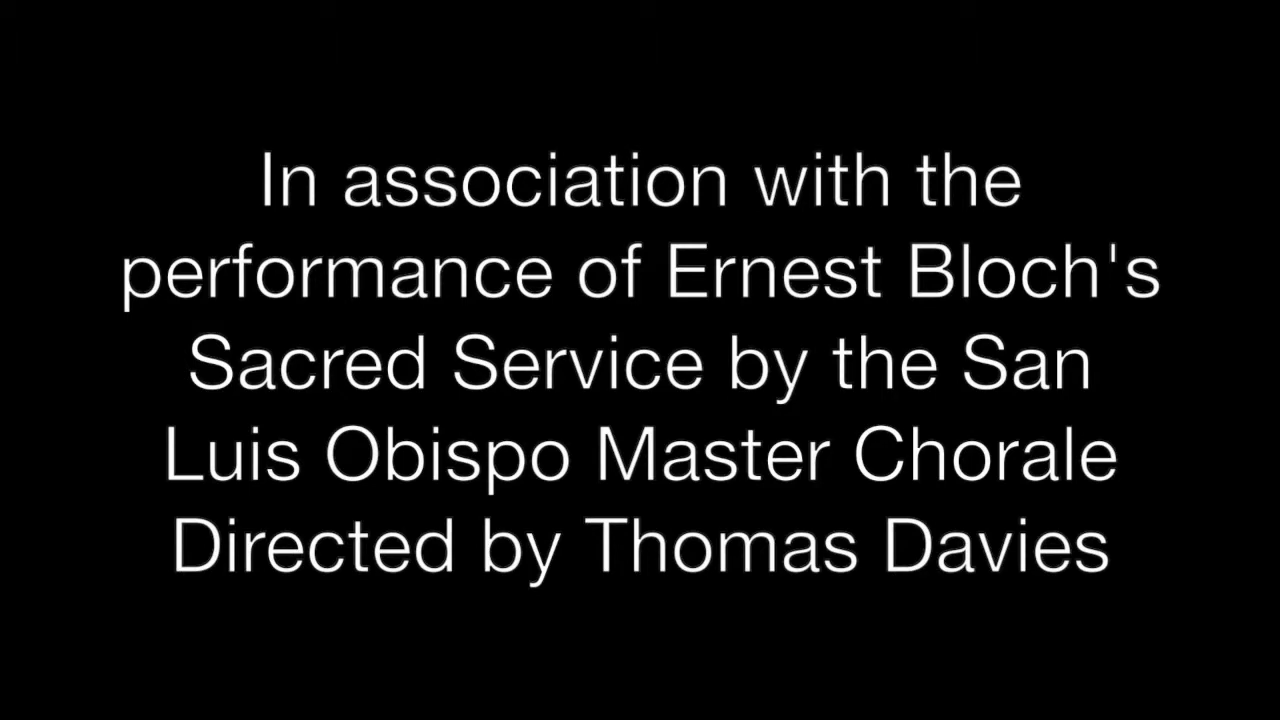 In association with the
performance of Ernest Bloch's
Sacred Service by the San
Luis Obispo Master Chorale
Directed by Thomas Davies